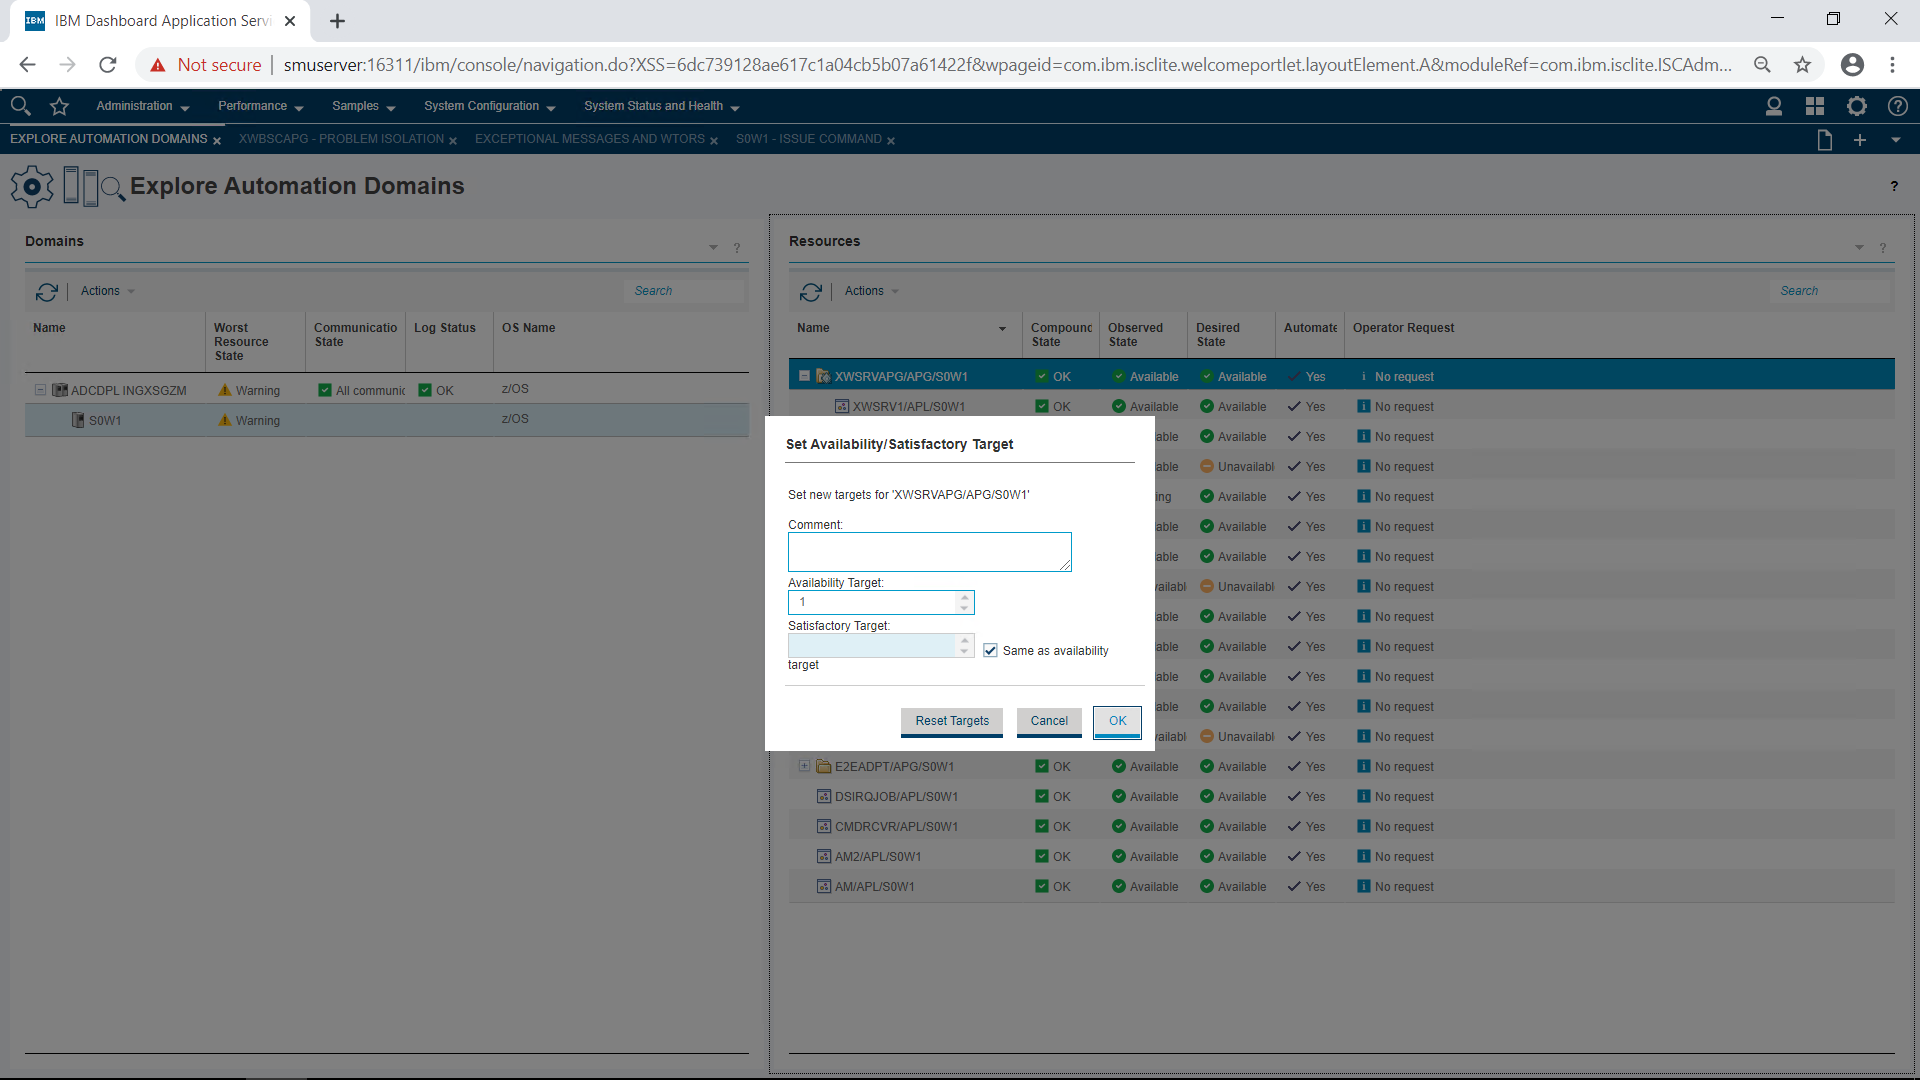 IBM Dashboard Application Servi
Not secure
smuserver:16311/ibm/console/navigation.do?XSS=6dc739128ae617c1a04cb5b07a61422f&wpageid=com.ibm.isclite.welcomeportlet.layoutElement.A&moduleRef=com.ibm.isclite.ISCAdm...
Administration Performance Samples System Configuration System Status and Health
EXPLORE AUTOMATION DOMAINS XWBSCAPG - PROBLEM ISOLATION EXCEPTIONAL MESSAGES AND WTORS S0W1 - ISSUE COMMAND
Explore Automation Domains
?
Domains
?
Actions
Search
Name Worst Resource State Communicatio State Log Status OS Name
ADCDPL INGXSGZM Warning All communic OK z/OS
S0W1 Warning z/OS
Resources
?
Actions
Search
Name Compound State Observed State Desired State Automate Operator Request
XWSRVAPG/APG/S0W1 OK Available Available Yes No request
XWSRV1/APL/S0W1 OK Available Available Yes No request
able Available Yes No request
able Unavailabl Yes No request
ing Available Yes No request
able Available Yes No request
able Available Yes No request
vailabl Unavailabl Yes No request
able Available Yes No request
able Available Yes No request
able Available Yes No request
able Available Yes No request
vailabl Unavailabl Yes No request
E2EADPT/APG/S0W1 OK Available Available Yes No request
DSIRQJOB/APL/S0W1 OK Available Available Yes No request
CMDRCVR/APL/S0W1 OK Available Available Yes No request
AM2/APL/S0W1 OK Available Available Yes No request
AM/APL/S0W1 OK Available Available Yes No request
Set Availability/Satisfactory Target
Set new targets for 'XWSRVAPG/APG/S0W1'
Comment:
Availability Target:
1
Satisfactory Target:
Same as availability
target
Reset Targets Cancel OK